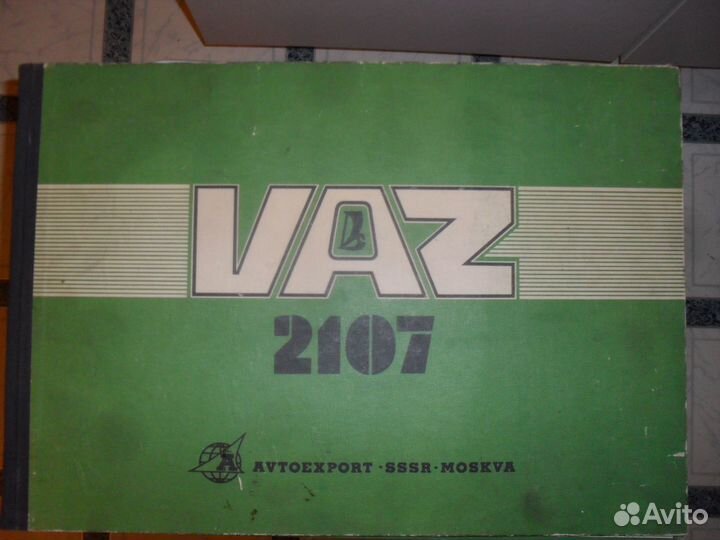 VAZ
2107
AVTOEXPORT · SSSR · MOSKVA
Avito